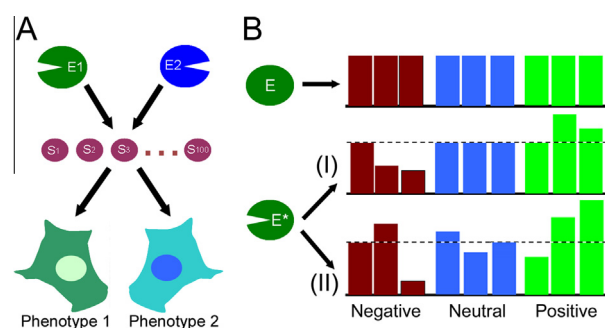 A
E1
E2
S1 S2 S3 S100
Phenotype 1 Phenotype 2
B
E
(I)
E*
(II)
Negative Neutral Positive